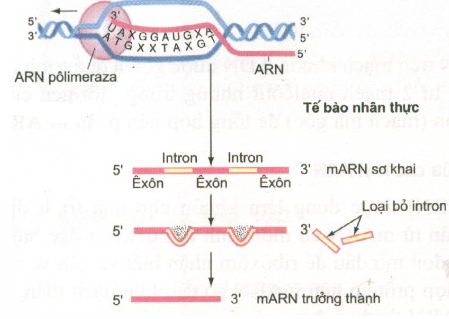 5'
3'
3'
UAXGGAUGXA
ATGXXTAXGT
5'
3'
5'
ARN pôlimeraza
ARN
Tế bào nhân thực
Intron
Intron
5'
3'
mARN sơ khai
Êxôn
Êxôn
Êxôn
Loại bỏ intron
5'
3'
5'
3'
mARN trưởng thành